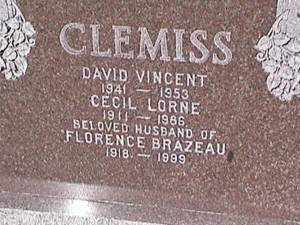 CLEMISS
DAVID VINCENT
1941 — 1953
CECIL LORNE
1911 — 1986
BELOVED HUSBAND OF
FLORENCE BRAZEAU
1918. — 1999